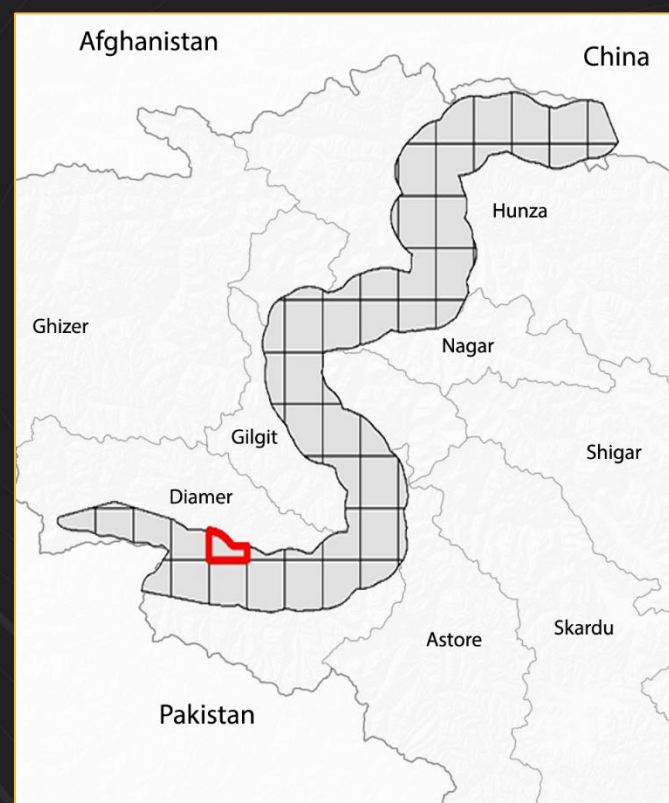 Afghanistan
China
Hunza
Ghizer
Nagar
Gilgit
Shigar
Diamer
Skardu
Astore
Pakistan